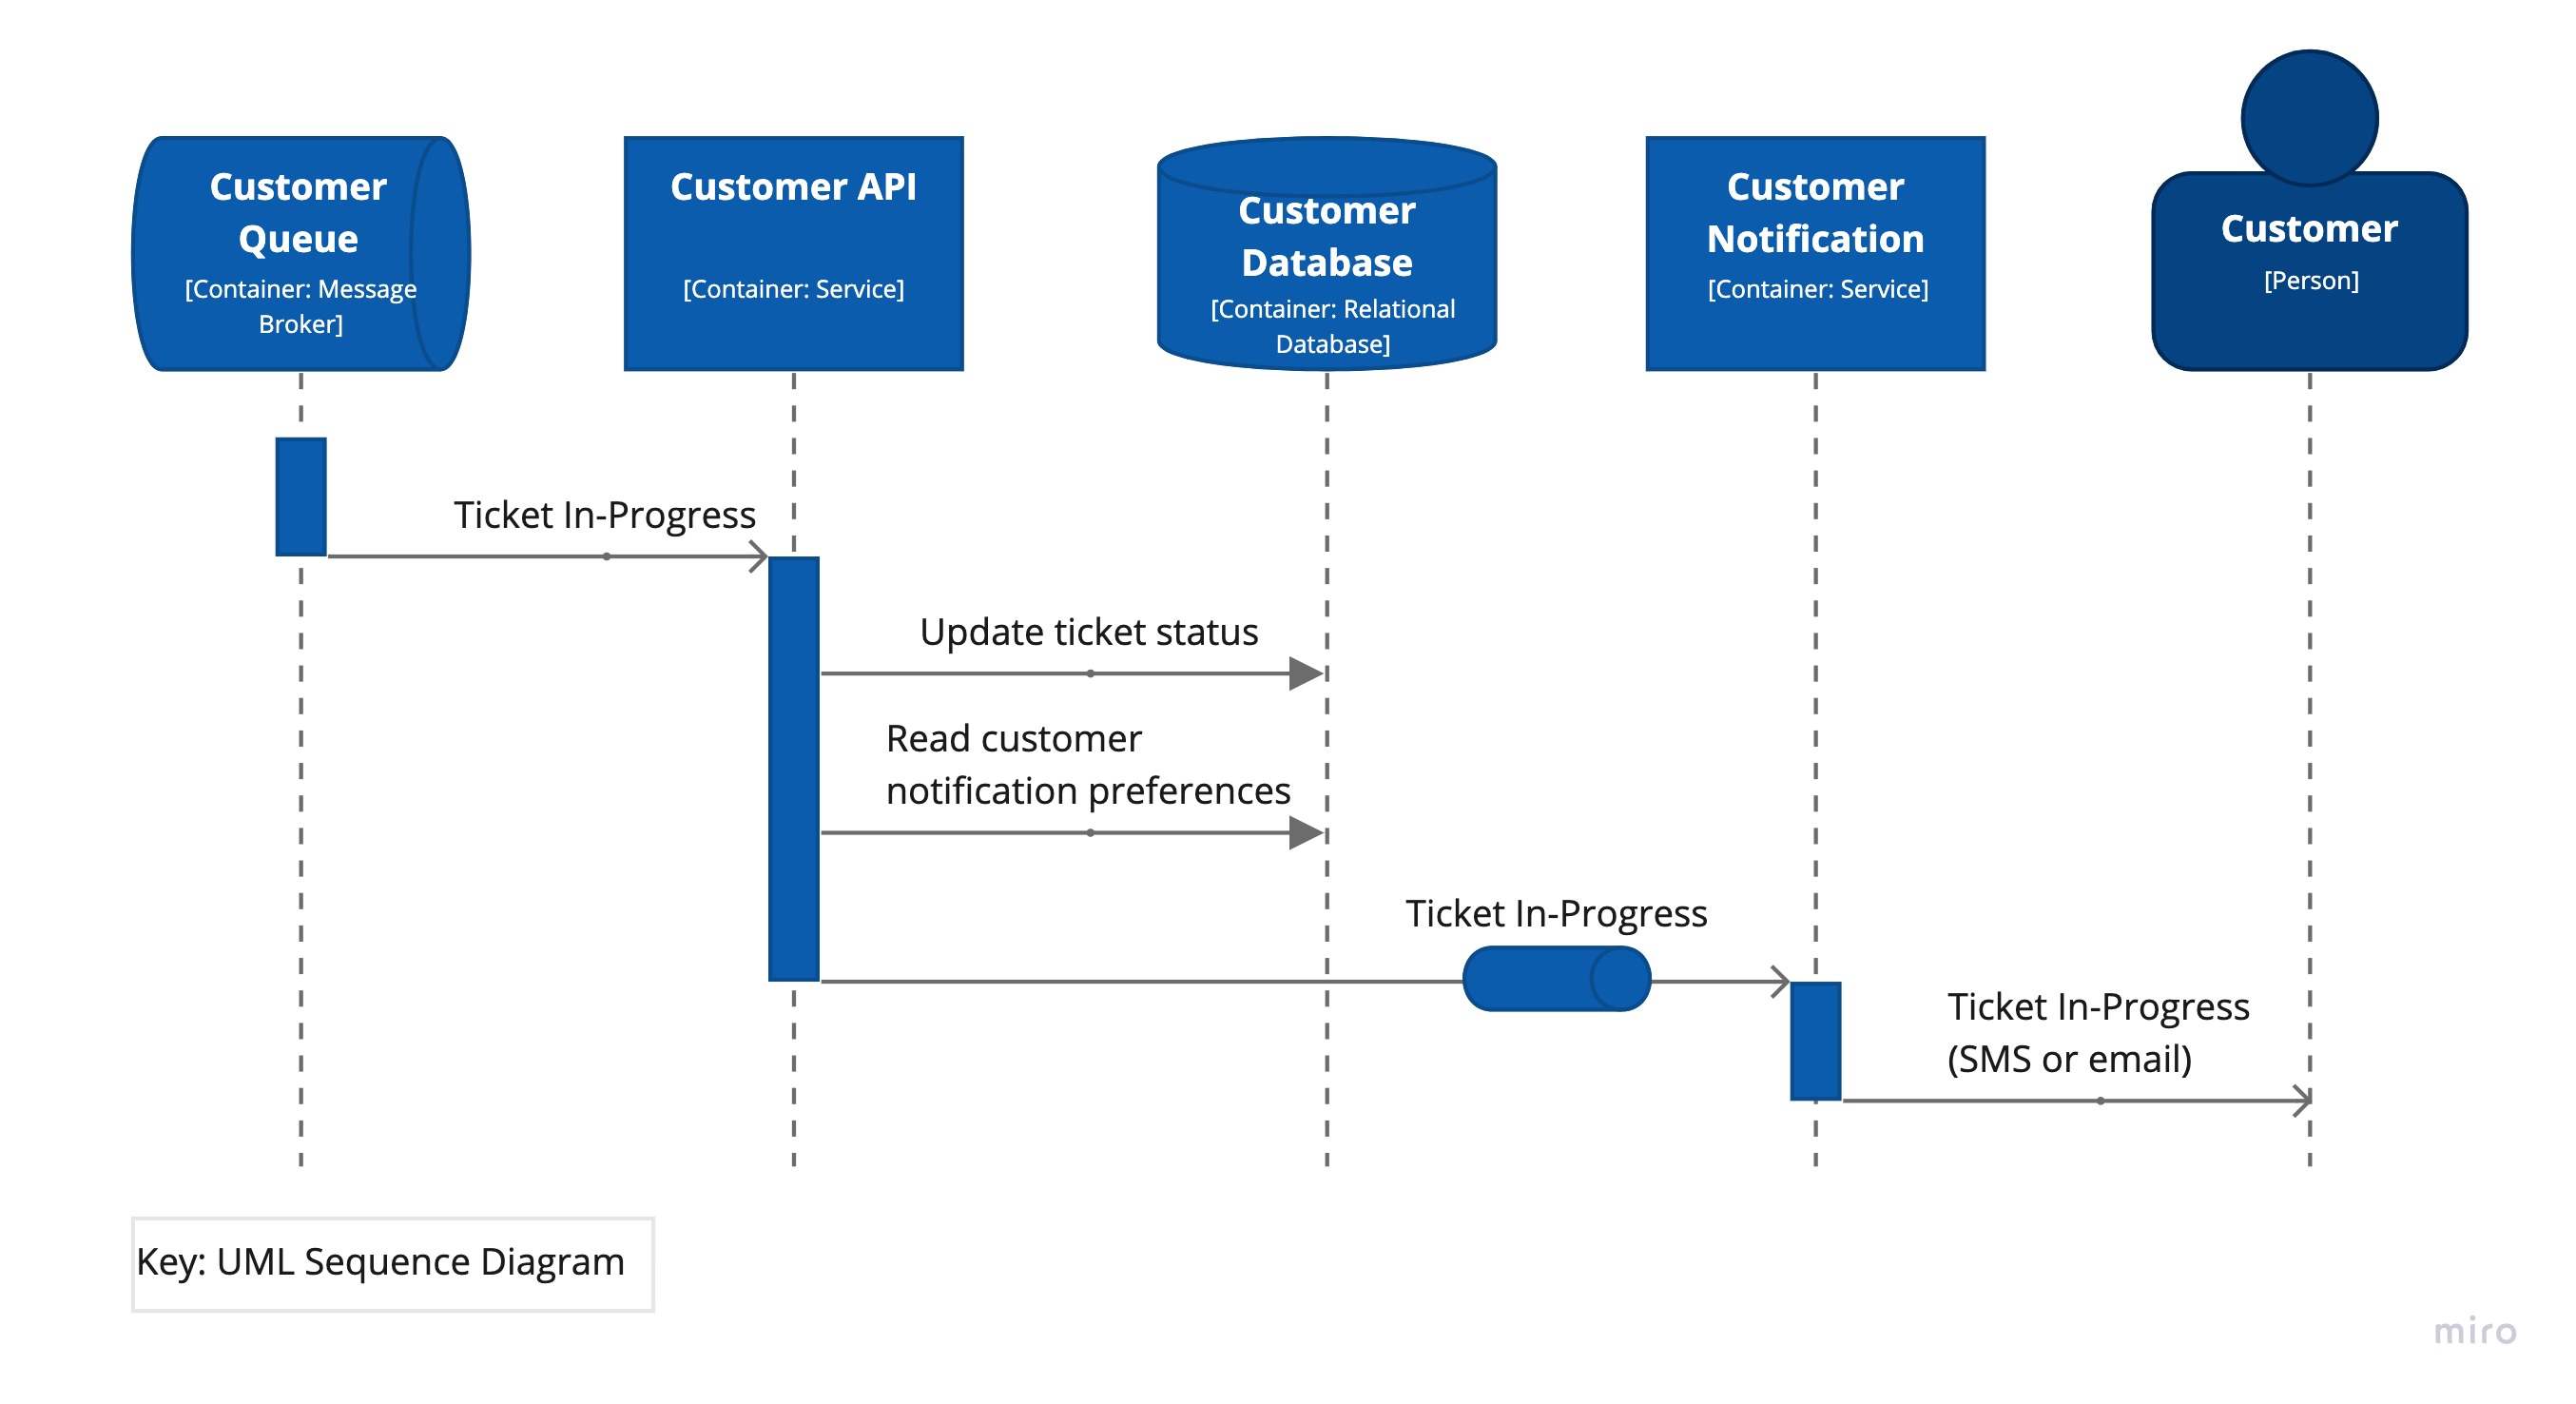 Customer
Queue
[Container: Message
Broker]
Customer API
[Container: Service]
Customer
Database
[Container: Relational
Database]
Customer
Notification
[Container: Service]
Customer
[Person]
Ticket In-Progress
Update ticket status
Read customer
notification preferences
Ticket In-Progress
Ticket In-Progress
(SMS or email)
Key: UML Sequence Diagram
miro